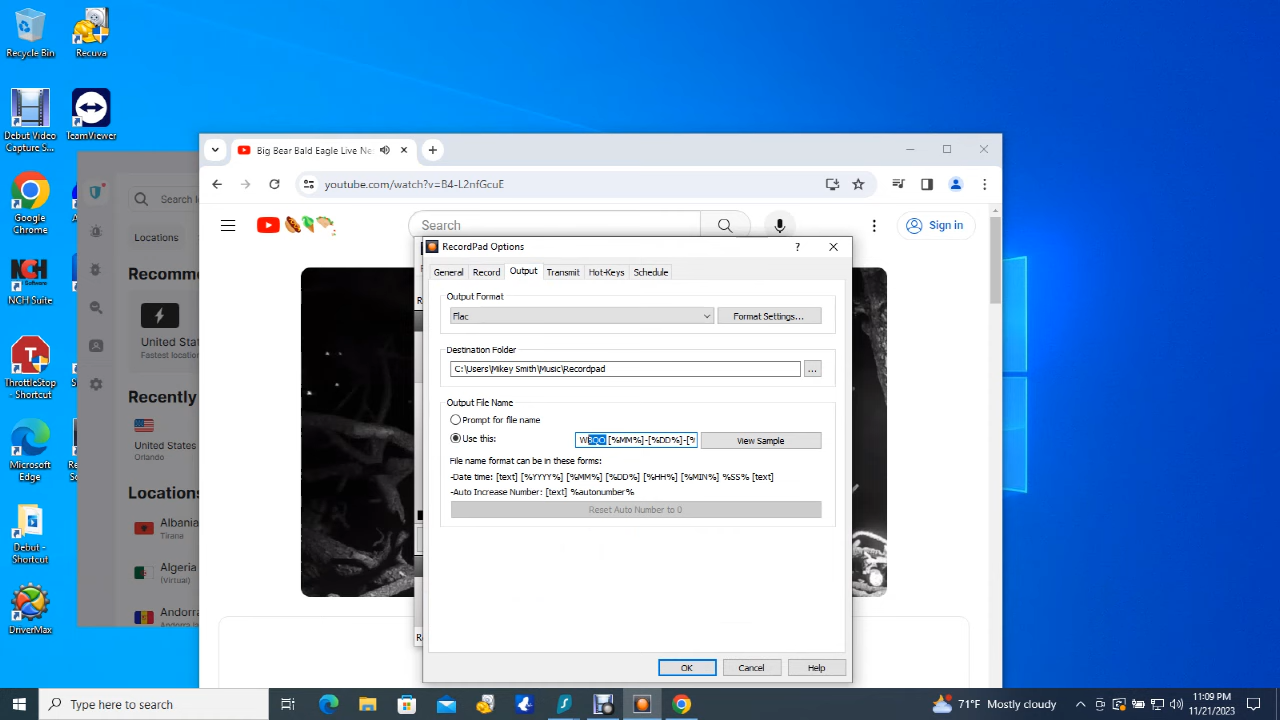 Recycle Bin
Recuva
Debut Video Capture S...
TeamViewer
Google Chrome
NCH Suite
ThrottleStop - Shortcut
Microsoft Edge
Debut - Shortcut
DriverMax
Search l
Locations
Recomme
United Sta
Fastest locatio
Recently
United States
Orlando
Locations
Albania
Tirane
Algeria
(Virtual)
Andorra
Big Bear Bald Eagle Live Ne
youtube.com/watch?v=B4-L2nfGcuE
Search
Sign in
RecordPad Options
?
General
Record
Output
Transmit
Hot-Keys
Schedule
Output Format
Flac
Format Settings...
Destination Folder
C:\Users\Mikey Smith\Music\Recordpad
...
Output File Name
Prompt for file name
Use this:
[%MM%]-[%DD%]-[%
View Sample
File name format can be in these forms:
-Date time: [text] [%YYYY%] [%MM%] [%DD%] [%HH%] [%MIN%] %SS% [text]
-Auto Increase Number: [text] %autonumber%
Reset Auto Number to 0
OK
Cancel
Help
Type here to search
71°F Mostly cloudy
11:09 PM
11/21/2023